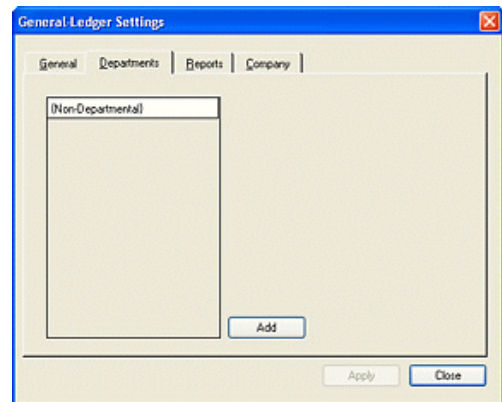 General-Ledger Settings
General Departments Reports Company
(Non-Departmental)
Add
Apply Close